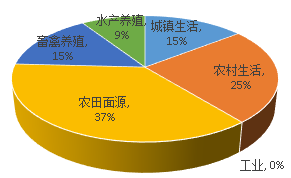 水产养殖,
9%
城镇生活,
15%
农村生活,
25%
工业, 0%
农田面源,
37%
畜禽养殖,
15%